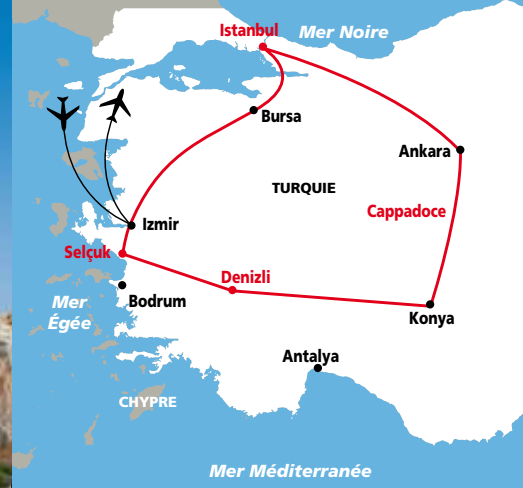 Istanbul
Mer Noire
Bursa
Ankara
TURQUIE
Cappadoce
Izmir
Selçuk
Denizli
Mer
Égée
Bodrum
Konya
Antalya
CHYPRE
Mer Méditerranée